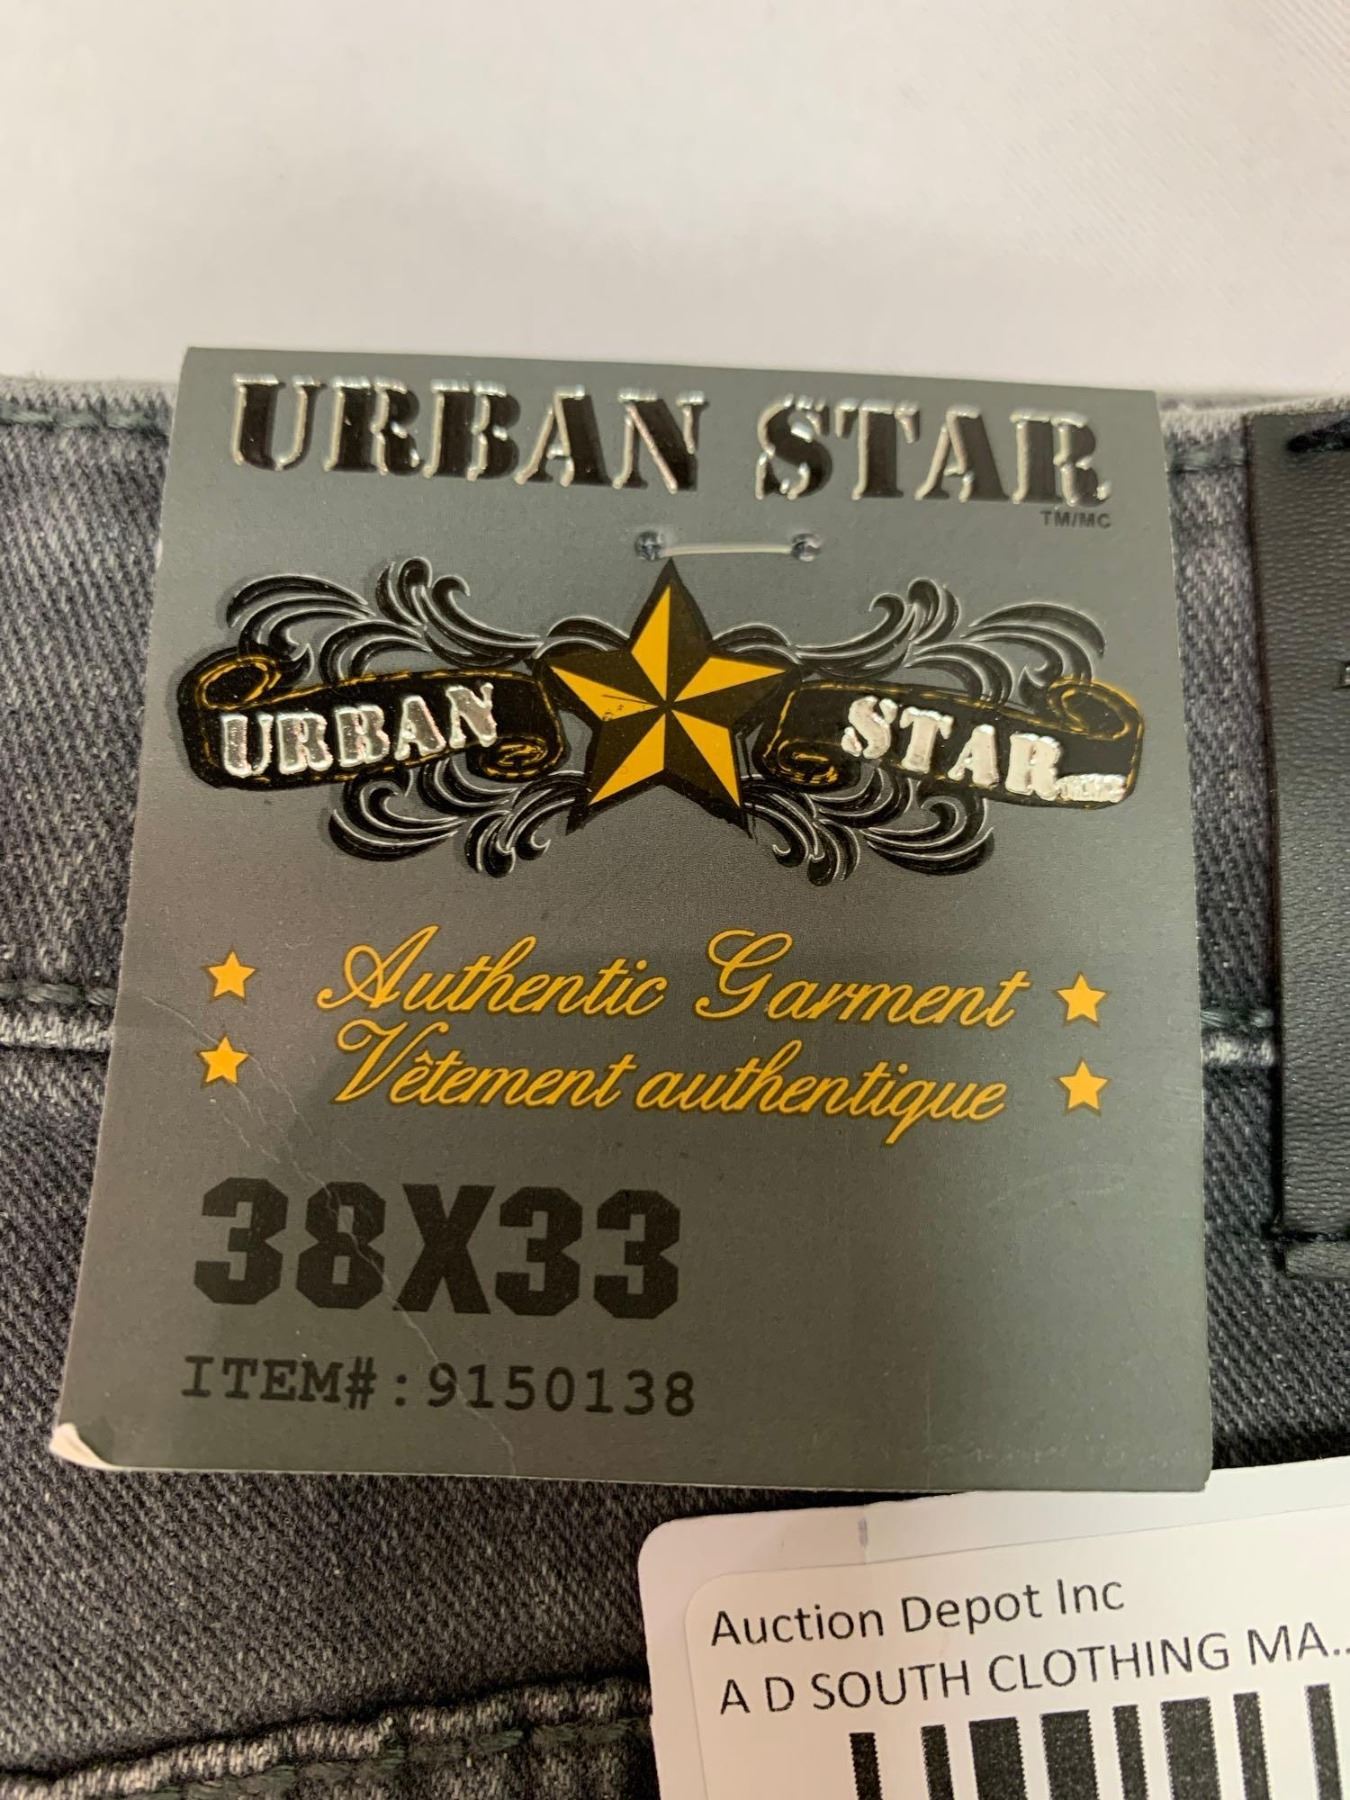 URBAN STAR
TM/MC
URBAN STAR
Authentic Garment
Vêtement authentique
38X33
ITEM#:9150138
Auction Depot Inc
A D SOUTH CLOTHING MA..